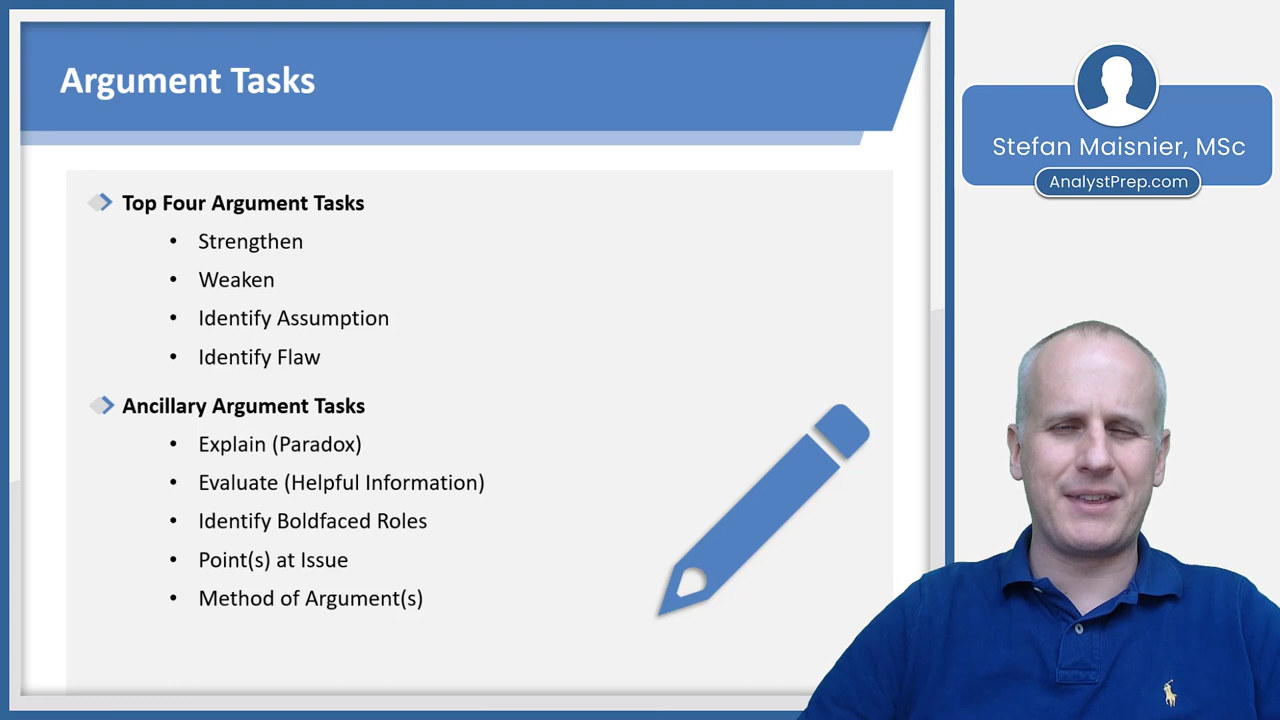 Argument Tasks
Top Four Argument Tasks
• Strengthen
• Weaken
• Identify Assumption
• Identify Flaw
Ancillary Argument Tasks
• Explain (Paradox)
• Evaluate (Helpful Information)
• Identify Boldfaced Roles
• Point(s) at Issue
• Method of Argument(s)
Stefan Maisnier, MSc
AnalystPrep.com